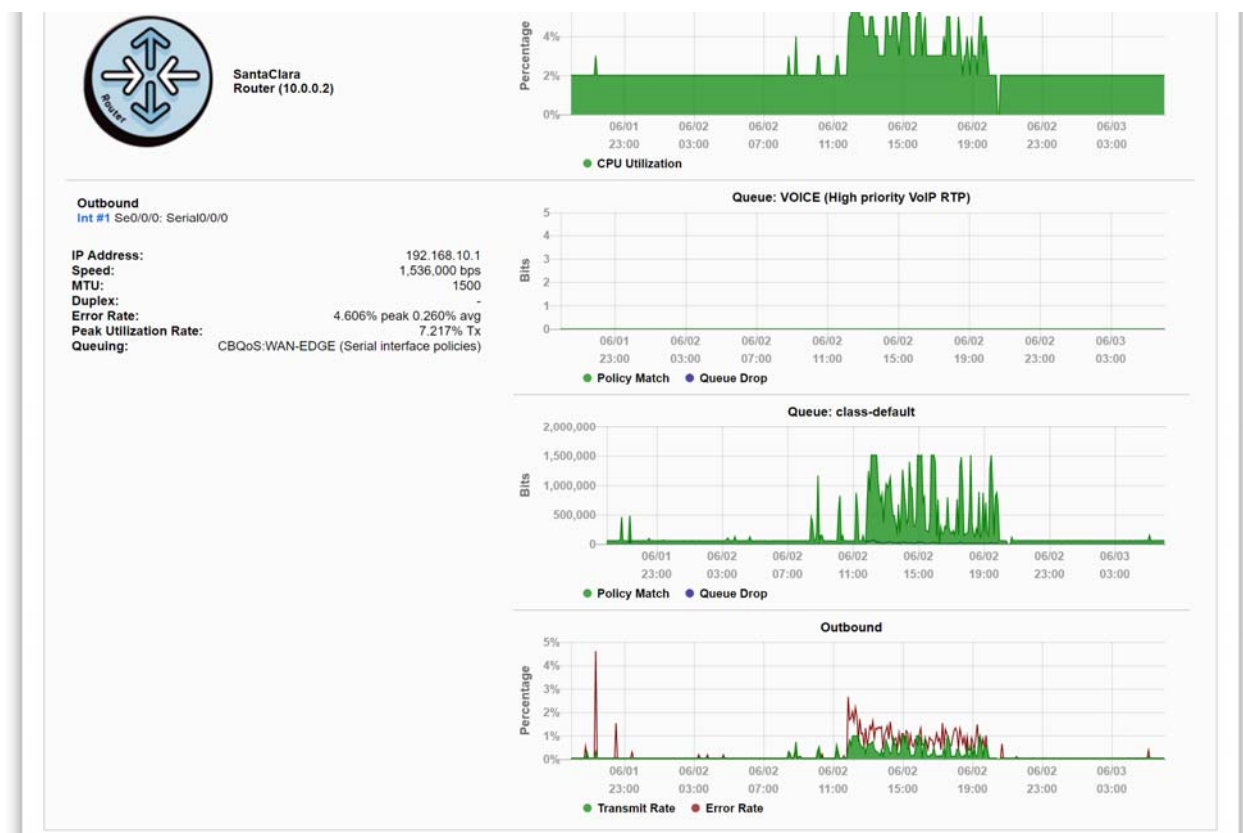 Router
SantaClara
Router (10.0.0.2)
Percentage
4%
2%
0%
06/01 06/02 06/02 06/02 06/02 06/02 06/02 06/03
23:00 03:00 07:00 11:00 15:00 19:00 23:00 03:00
CPU Utilization
Outbound
Int #1 Se0/0/0: Serial0/0/0
IP Address: 192.168.10.1
Speed: 1,536,000 bps
MTU: 1500
Duplex: -
Error Rate: 4.606% peak 0.260% avg
Peak Utilization Rate: 7.217% Tx
Queuing: CBQoS:WAN-EDGE (Serial interface policies)
Queue: VOICE (High priority VoIP RTP)
Bits
5
4
3
2
1
0
06/01 06/02 06/02 06/02 06/02 06/02 06/02 06/03
23:00 03:00 07:00 11:00 15:00 19:00 23:00 03:00
Policy Match Queue Drop
Queue: class-default
Bits
2,000,000
1,500,000
1,000,000
500,000
0
06/01 06/02 06/02 06/02 06/02 06/02 06/02 06/03
23:00 03:00 07:00 11:00 15:00 19:00 23:00 03:00
Policy Match Queue Drop
Outbound
Percentage
5%
4%
3%
2%
1%
0%
06/01 06/02 06/02 06/02 06/02 06/02 06/02 06/03
23:00 03:00 07:00 11:00 15:00 19:00 23:00 03:00
Transmit Rate Error Rate